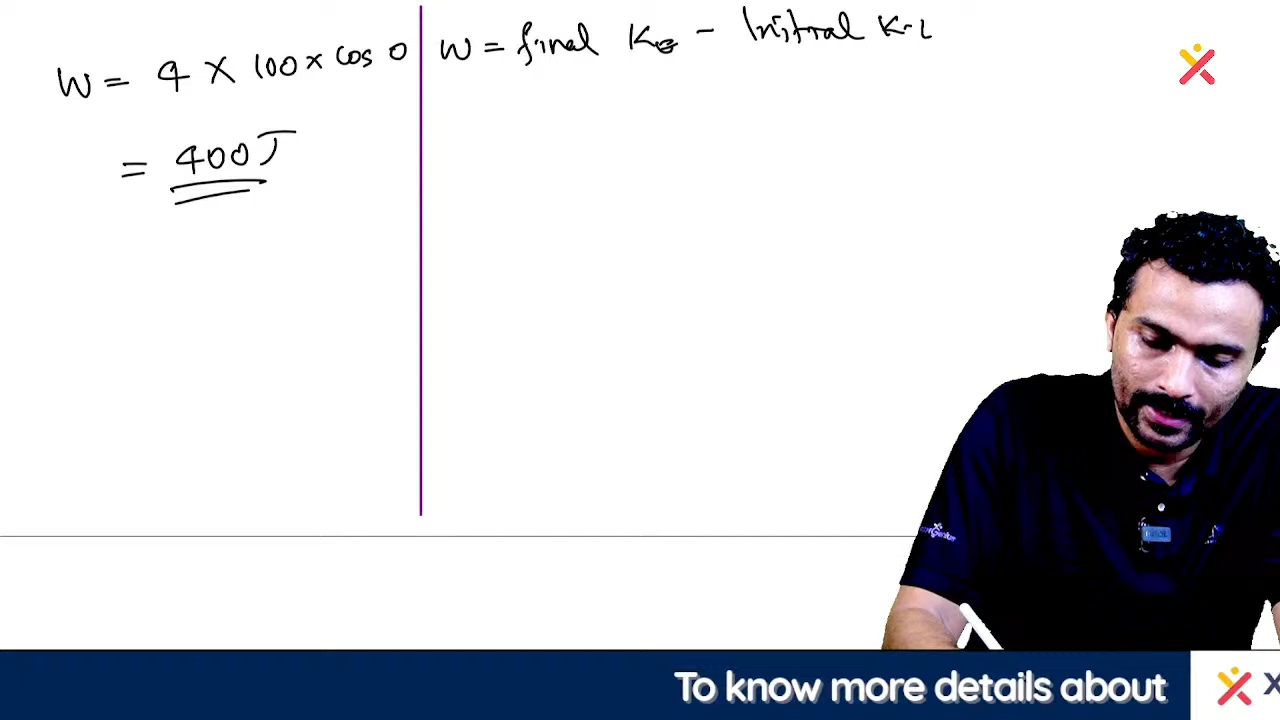 W = 4 × 100 × cos 0
= 400 J
W = final KE - Initial K.E
To know more details about
X